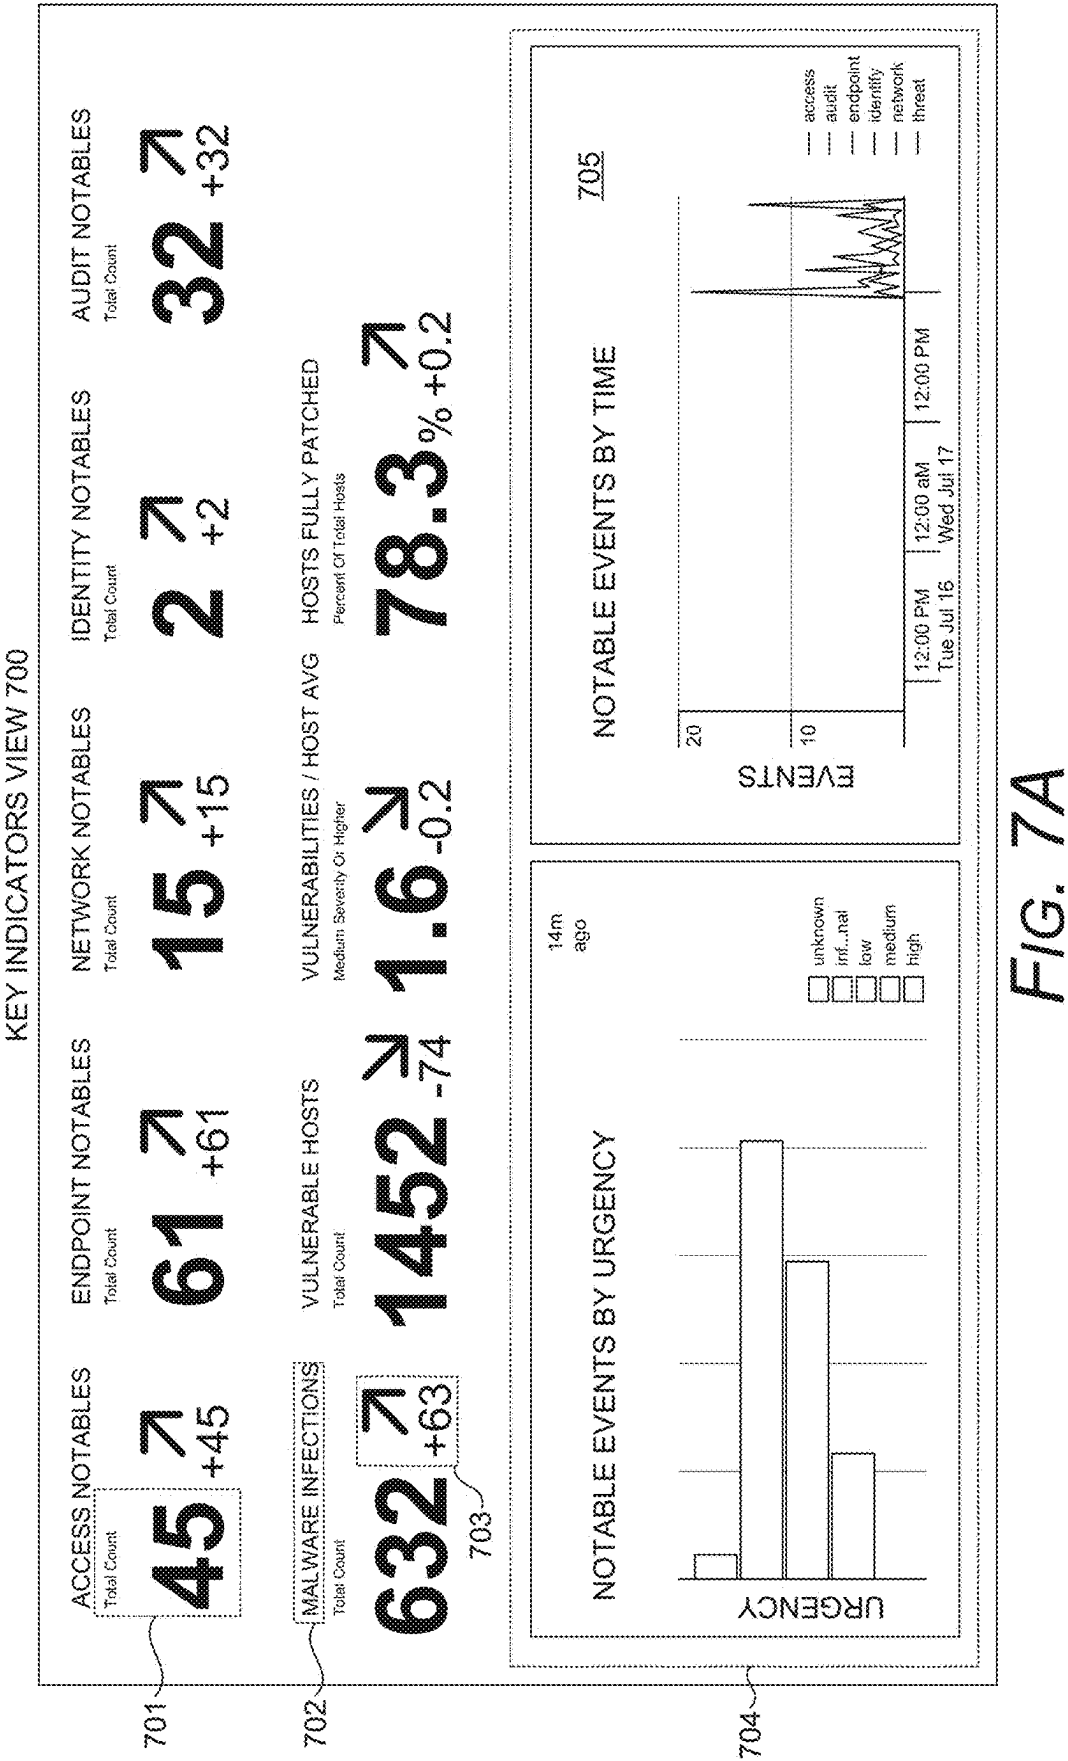 KEY INDICATORS VIEW 700
ACCESS NOTABLES
Total Count
45
+45
ENDPOINT NOTABLES
Total Count
61
+61
NETWORK NOTABLES
Total Count
15
+15
IDENTITY NOTABLES
Total Count
2
+2
AUDIT NOTABLES
Total Count
32
+32
701
MALWARE INFECTIONS
Total Count
632
+63
VULNERABLE HOSTS
Total Count
1452
-74
VULNERABILITIES / HOST AVG
Medium Severity Or Higher
1.6
-0.2
HOSTS FULLY PATCHED
Percent Of Total Hosts
78.3%
+0.2
702
703
NOTABLE EVENTS BY URGENCY
14m
ago
URGENCY
unknown
inf...nal
low
medium
high
NOTABLE EVENTS BY TIME
705
EVENTS
20
10
12:00 PM
Tue Jul 16
12:00 aM
Wed Jul 17
12:00 PM
access
audit
endpoint
identify
network
threat
704
FIG. 7A